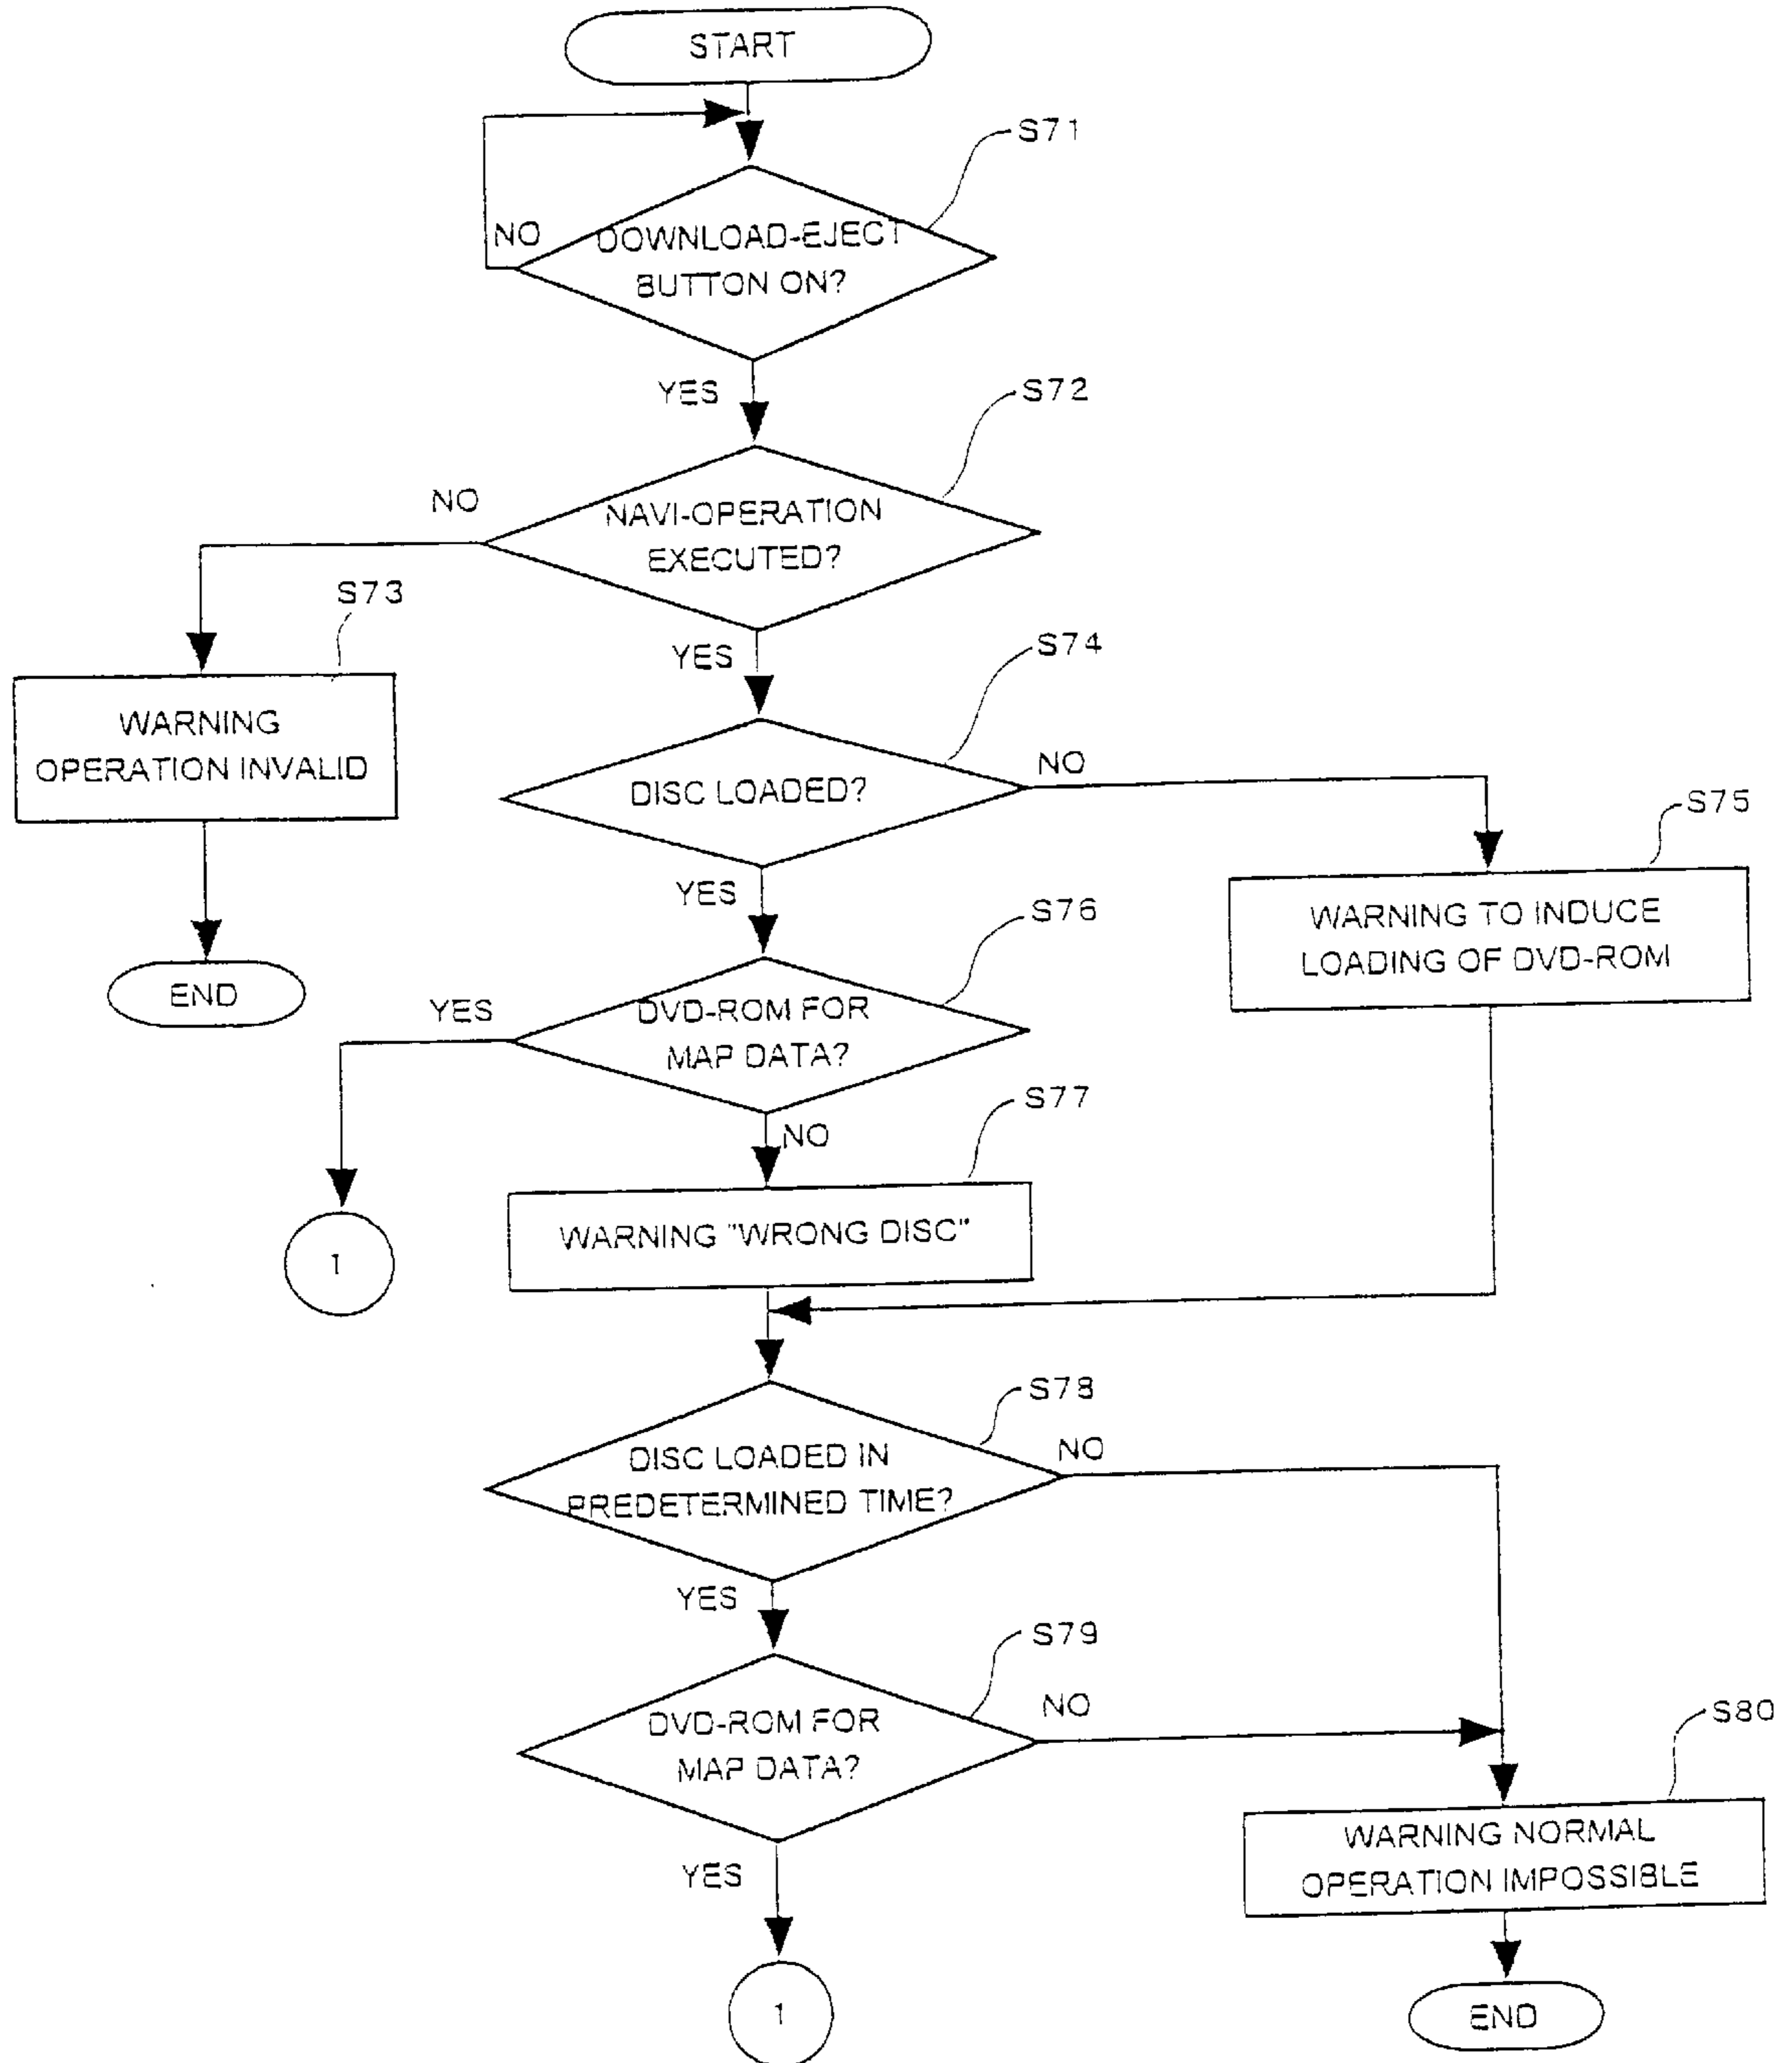 START
S71
NO
DOWNLOAD-EJECT
BUTTON ON?
YES
S72
NO
NAVI-OPERATION
EXECUTED?
S73
YES
S74
WARNING
OPERATION INVALID
DISC LOADED?
NO
S75
YES
S76
WARNING TO INDUCE
LOADING OF DVD-ROM
END
YES
DVD-ROM FOR
MAP DATA?
S77
NO
1
WARNING "WRONG DISC"
S78
DISC LOADED IN
PREDETERMINED TIME?
NO
YES
S79
DVD-ROM FOR
MAP DATA?
NO
S80
YES
WARNING NORMAL
OPERATION IMPOSSIBLE
1
END